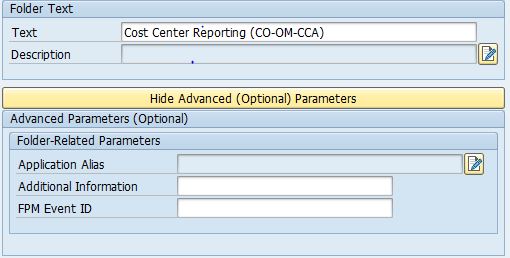 Folder Text
Text Cost Center Reporting (CO-OM-CCA)
Description
Hide Advanced (Optional) Parameters
Advanced Parameters (Optional)
Folder-Related Parameters
Application Alias
Additional Information
FPM Event ID